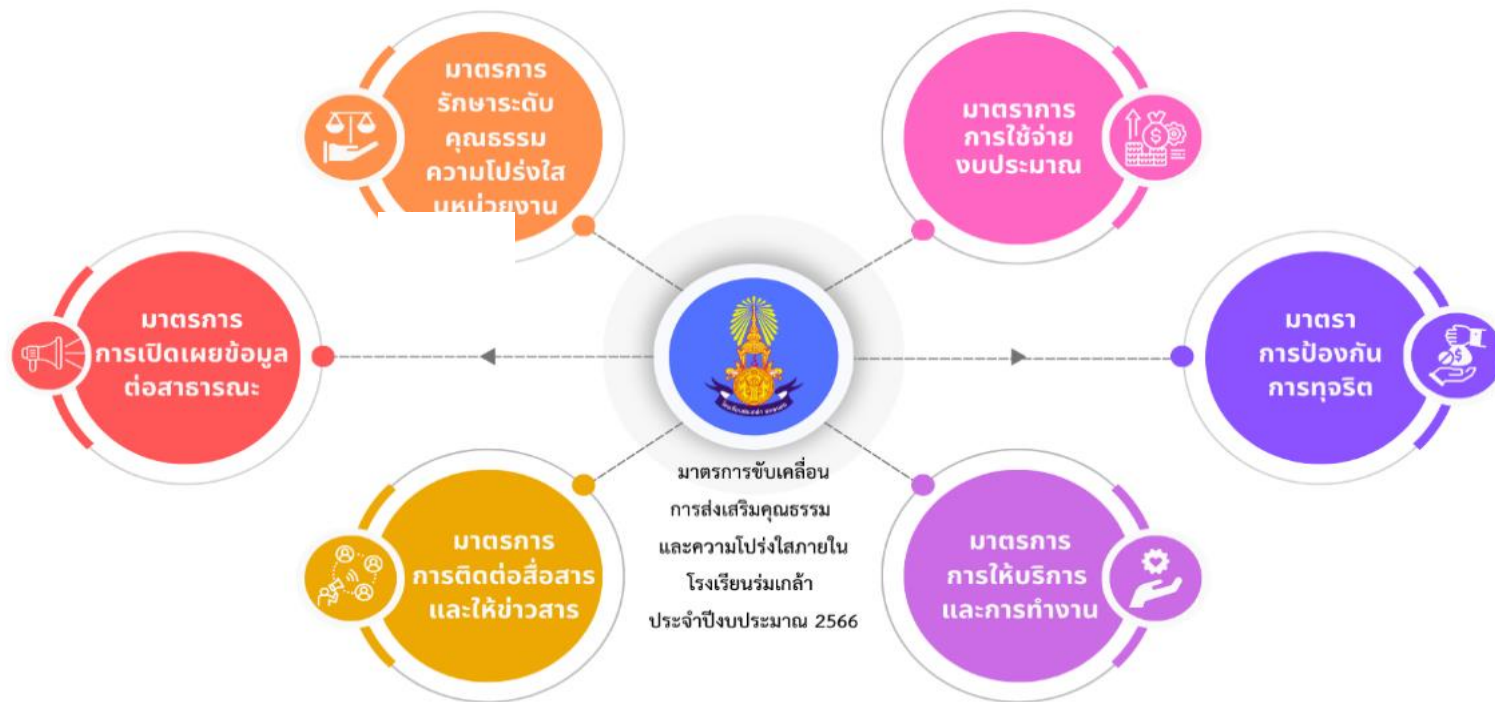 มาตรการ
รักษาระดับ
คุณธรรม
ความโปร่งใส
นหน่วยงาน
มาตราการ
การใช้จ่าย
งบประมาณ
มาตรการ
การเปิดเผยข้อมูล
ต่อสาธารณะ
มาตรา
การป้องกัน
การทุจริต
มาตรการ
การติดต่อสื่อสาร
และให้ข่าวสาร
มาตรการขับเคลื่อน
การส่งเสริมคุณธรรม
และความโปร่งใสภายใน
โรงเรียนร่มเกล้า
ประจำปีงบประมาณ 2566
มาตรการ
การให้บริการ
และการทำงาน